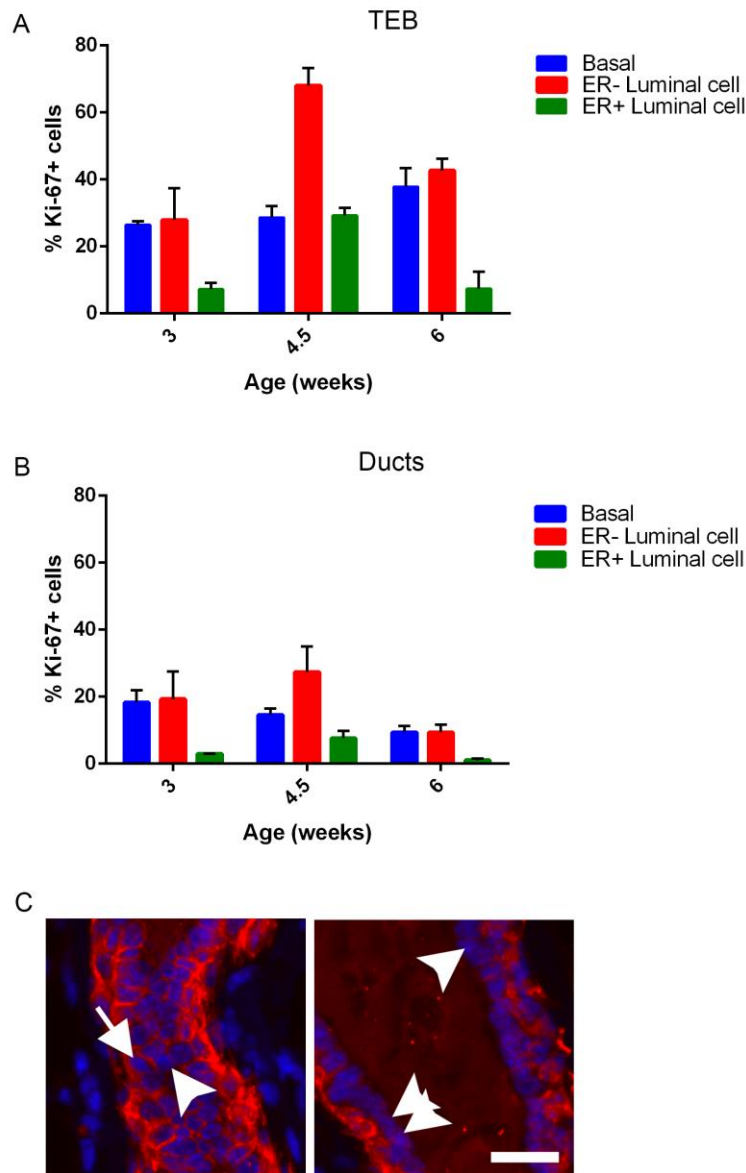 A
TEB
80
60
40
20
0
% Ki-67+ cells
3
4.5
6
Age (weeks)
Basal
ER- Luminal cell
ER+ Luminal cell
B
Ducts
80
60
40
20
0
% Ki-67+ cells
3
4.5
6
Age (weeks)
Basal
ER- Luminal cell
ER+ Luminal cell
C